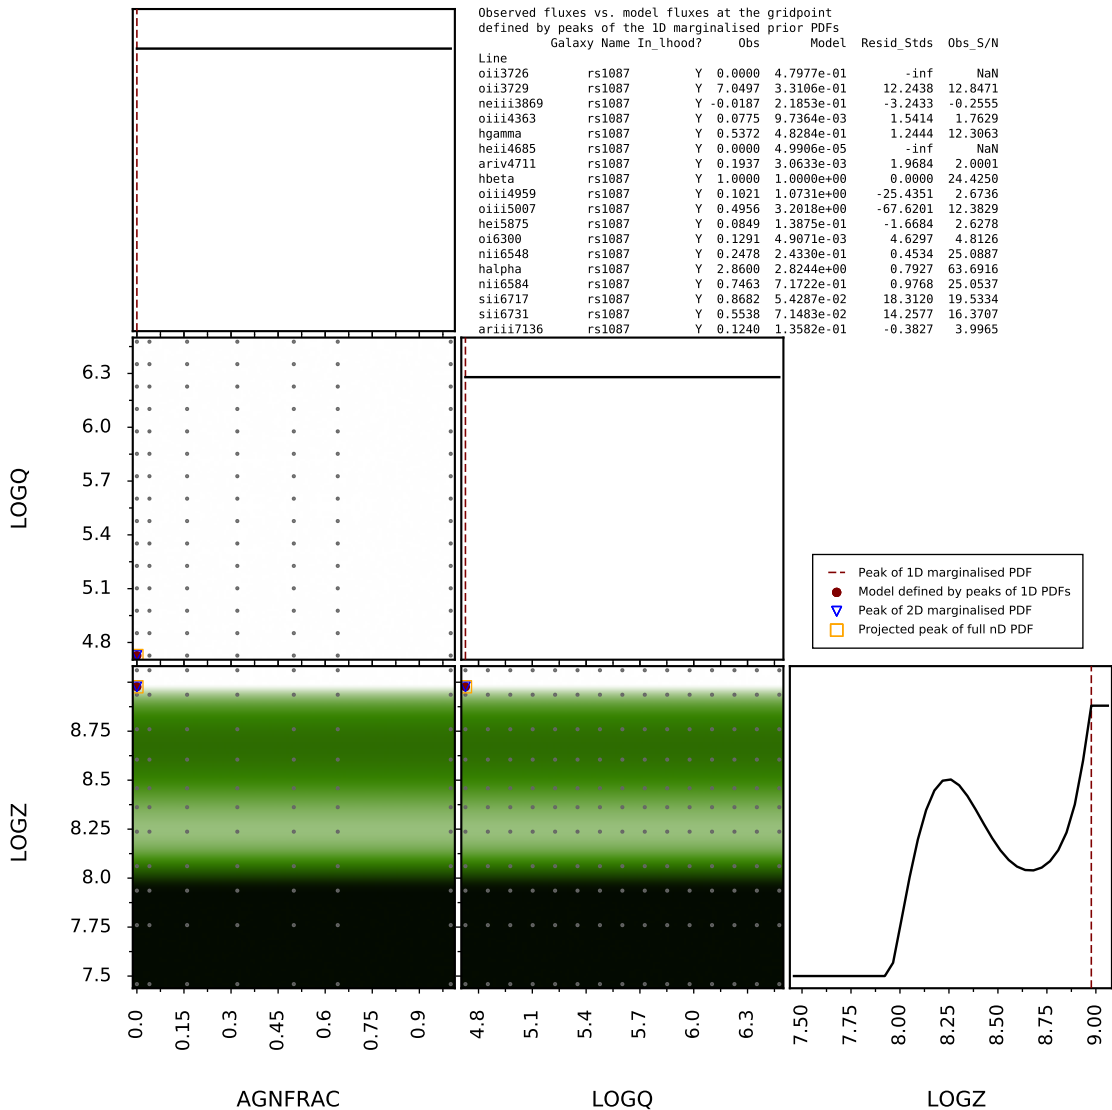 Observed fluxes vs. model fluxes at the gridpoint
defined by peaks of the 1D marginalised prior PDFs
Galaxy Name In_lhood? Obs Model Resid_Stds Obs_S/N
Line
oii3726 rs1087 Y 0.0000 4.7977e-01 -inf NaN
oii3729 rs1087 Y 7.0497 3.3106e-01 12.2438 12.8471
neiii3869 rs1087 Y -0.0187 2.1853e-01 -3.2433 -0.2555
oiii4363 rs1087 Y 0.0775 9.7364e-03 1.5414 1.7629
hgamma rs1087 Y 0.5372 4.8284e-01 1.2444 12.3063
heii4685 rs1087 Y 0.0000 4.9906e-05 -inf NaN
ariv4711 rs1087 Y 0.1937 3.0633e-03 1.9684 2.0001
hbeta rs1087 Y 1.0000 1.0000e+00 0.0000 24.4250
oiii4959 rs1087 Y 0.1021 1.0731e+00 -25.4351 2.6736
oiii5007 rs1087 Y 0.4956 3.2018e+00 -67.6201 12.3829
hei5875 rs1087 Y 0.0849 1.3875e-01 -1.6684 2.6278
oi6300 rs1087 Y 0.1291 4.9071e-03 4.6297 4.8126
nii6548 rs1087 Y 0.2478 2.4330e-01 0.4534 25.0887
halpha rs1087 Y 2.8600 2.8244e+00 0.7927 63.6916
nii6584 rs1087 Y 0.7463 7.1722e-01 0.9768 25.0537
sii6717 rs1087 Y 0.8682 5.4287e-02 18.3120 19.5334
sii6731 rs1087 Y 0.5538 7.1483e-02 14.2577 16.3707
ariii7136 rs1087 Y 0.1240 1.3582e-01 -0.3827 3.9965
6.3
6.0
5.7
5.4
5.1
4.8
LOGQ
Peak of 1D marginalised PDF
Model defined by peaks of 1D PDFs
Peak of 2D marginalised PDF
Projected peak of full nD PDF
8.75
8.5
8.25
8.0
7.75
7.5
LOGZ
0.0 0.15 0.3 0.45 0.6 0.75 0.9
4.8 5.1 5.4 5.7 6.0 6.3
7.50 7.75 8.00 8.25 8.50 8.75 9.00
AGNFRAC LOGQ LOGZ